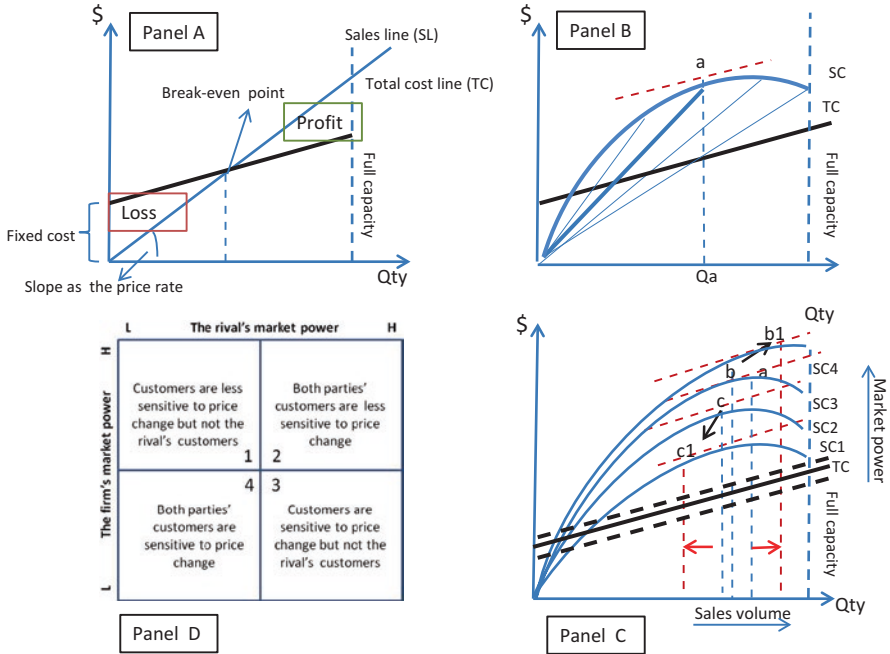 $
Panel A
Sales line (SL)
Total cost line (TC)
Break-even point
Profit
Loss
Fixed cost
Full capacity
Qty
Slope as the price rate
$
Panel B
a
SC
TC
Full capacity
Qa
Qty
L The rival's market power H
The firm's market power
H
L
Customers are less
sensitive to price
change but not the
rival's customers
1
Both parties'
customers are less
sensitive to price
change
2
4
Both parties'
customers are
sensitive to price
change
3
Customers are
sensitive to price
change but not the
rival's customers
Panel D
$
b1
b
a
c
c1
SC4
SC3
SC2
SC1
TC
Market power
Full capacity
Qty
Sales volume
Panel C